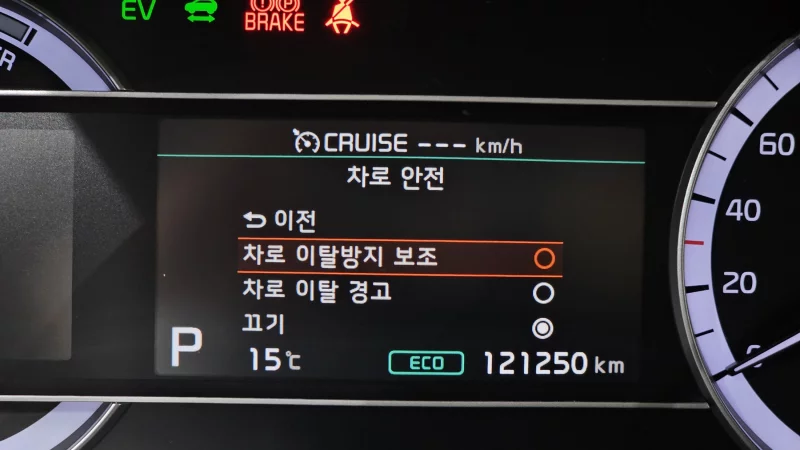 EV
BRAKE
CRUISE --- km/h
차로 안전
이전
차로 이탈방지 보조
차로 이탈 경고
끄기
P
15℃ ECO 121250 km
60
40
20
0